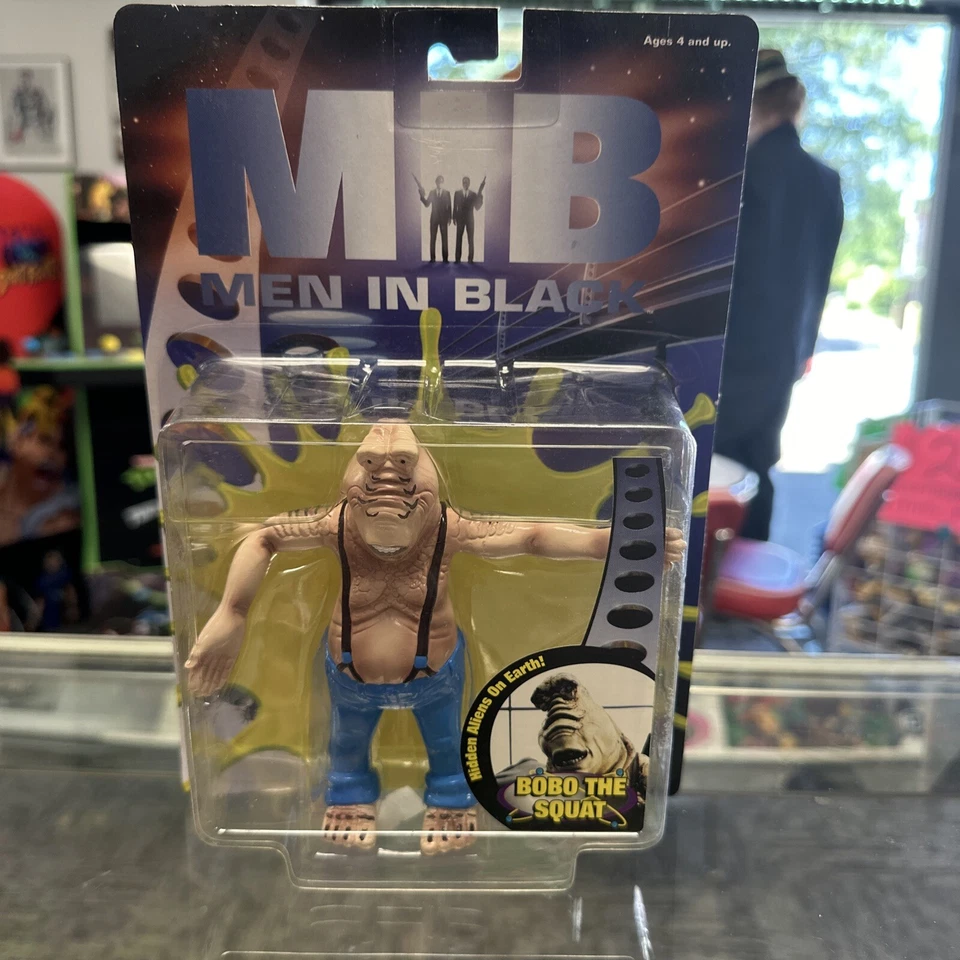 Ages 4 and up.
MIB
MEN IN BLACK
Hidden Aliens On Earth!
BOBO THE
SQUAT